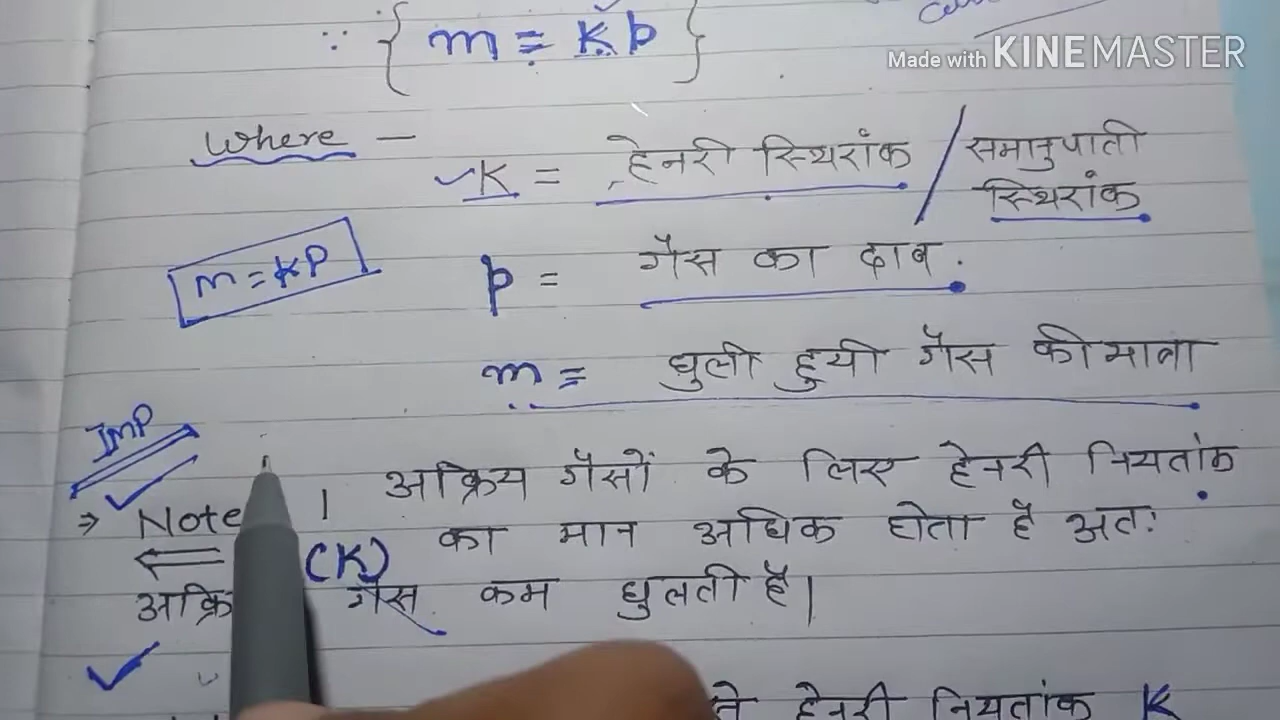 ∵ { m = kp }
Made with KINEMASTER
Where —
K = हेनरी स्थिरांक / समानुपाती
स्थिरांक
m = KP
p = गैस का दाब.
m = घुली हुयी गैस की मात्रा
IMP
⇒ Note 1 अक्रिय गैसों के लिए हेनरी नियतांक
(K) का मान अधिक होता है अतः
गैस कम घुलती है।
हेनरी नियतांक K